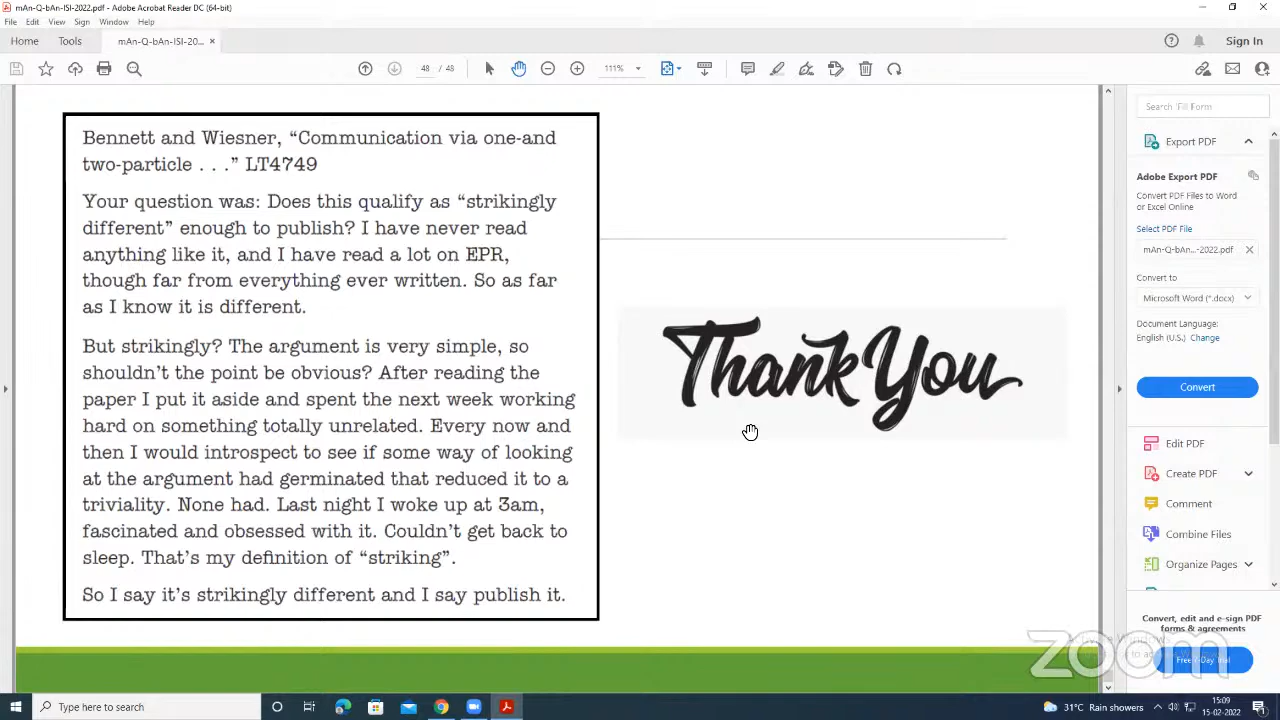 mAn-Q-bAn-ISI-2022.pdf - Adobe Acrobat Reader DC (64-bit)
File Edit View Sign Window Help
Home Tools mAn-Q-bAn-ISI-20... Sign In
48 / 48 111%
Bennett and Wiesner, “Communication via one-and
two-particle . . .” LT4749
Your question was: Does this qualify as “strikingly
different” enough to publish? I have never read
anything like it, and I have read a lot on EPR,
though far from everything ever written. So as far
as I know it is different.
But strikingly? The argument is very simple, so
shouldn’t the point be obvious? After reading the
paper I put it aside and spent the next week working
hard on something totally unrelated. Every now and
then I would introspect to see if some way of looking
at the argument had germinated that reduced it to a
triviality. None had. Last night I woke up at 3am,
fascinated and obsessed with it. Couldn’t get back to
sleep. That’s my definition of “striking”.
So I say it’s strikingly different and I say publish it.
Thank You
Search 'Fill Form'
Export PDF
Adobe Export PDF
Convert PDF Files to Word
or Excel Online
Select PDF File
mAn-Q-bAn-...-2022.pdf
Convert to
Microsoft Word (*.docx)
Document Language:
English (U.S.) Change
Convert
Edit PDF
Create PDF
Comment
Combine Files
Organize Pages
Convert, edit and e-sign PDF
forms & agreements
Free 7-Day Trial
zoom
Type here to search
31°C Rain showers
15:09
15-02-2022